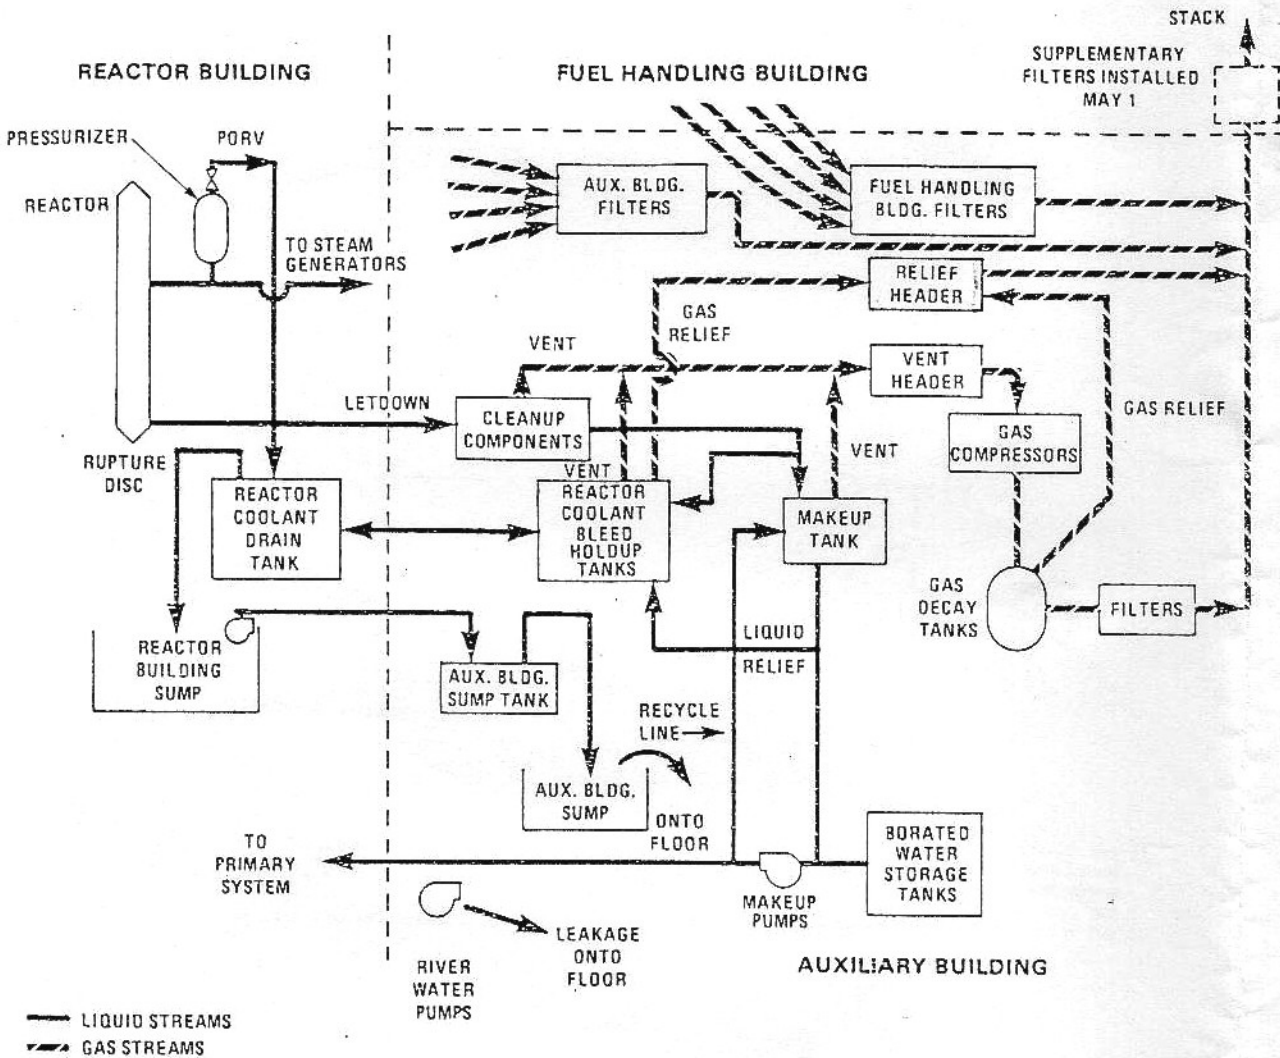 STACK
SUPPLEMENTARY
FILTERS INSTALLED
MAY 1
REACTOR BUILDING
FUEL HANDLING BUILDING
PRESSURIZER
PORV
REACTOR
AUX. BLDG.
FILTERS
FUEL HANDLING
BLDG. FILTERS
TO STEAM
GENERATORS
RELIEF
HEADER
GAS
RELIEF
VENT
VENT
HEADER
LETDOWN
CLEANUP
COMPONENTS
GAS RELIEF
GAS
COMPRESSORS
VENT
RUPTURE
DISC
VENT
REACTOR
COOLANT
DRAIN
TANK
REACTOR
COOLANT
BLEED
HOLDUP
TANKS
MAKEUP
TANK
GAS
DECAY
TANKS
FILTERS
REACTOR
BUILDING
SUMP
LIQUID
RELIEF
AUX. BLDG.
SUMP TANK
RECYCLE
LINE
AUX. BLDG.
SUMP
ONTO
FLOOR
TO
PRIMARY
SYSTEM
BORATED
WATER
STORAGE
TANKS
MAKEUP
PUMPS
LEAKAGE
ONTO
FLOOR
RIVER
WATER
PUMPS
AUXILIARY BUILDING
LIQUID STREAMS
GAS STREAMS